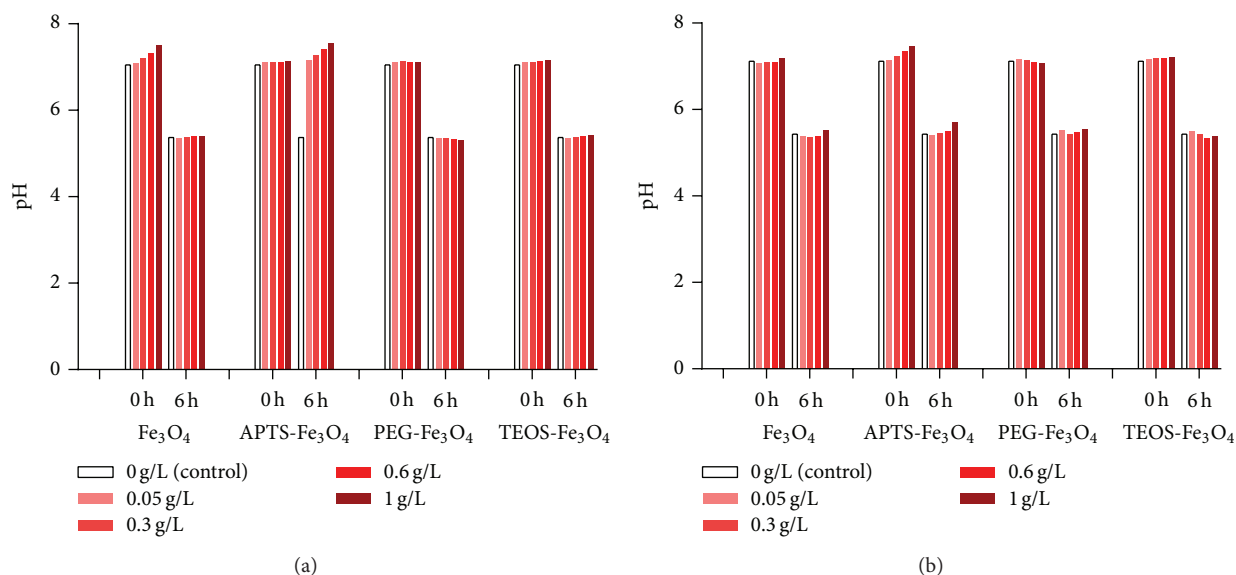 8
6
4
2
0
pH
0 h 6 h 0 h 6 h 0 h 6 h 0 h 6 h
Fe₃O₄ APTS-Fe₃O₄ PEG-Fe₃O₄ TEOS-Fe₃O₄
0 g/L (control) 0.6 g/L
0.05 g/L 1 g/L
0.3 g/L
(a)
8
6
4
2
0
pH
0 h 6 h 0 h 6 h 0 h 6 h 0 h 6 h
Fe₃O₄ APTS-Fe₃O₄ PEG-Fe₃O₄ TEOS-Fe₃O₄
0 g/L (control) 0.6 g/L
0.05 g/L 1 g/L
0.3 g/L
(b)